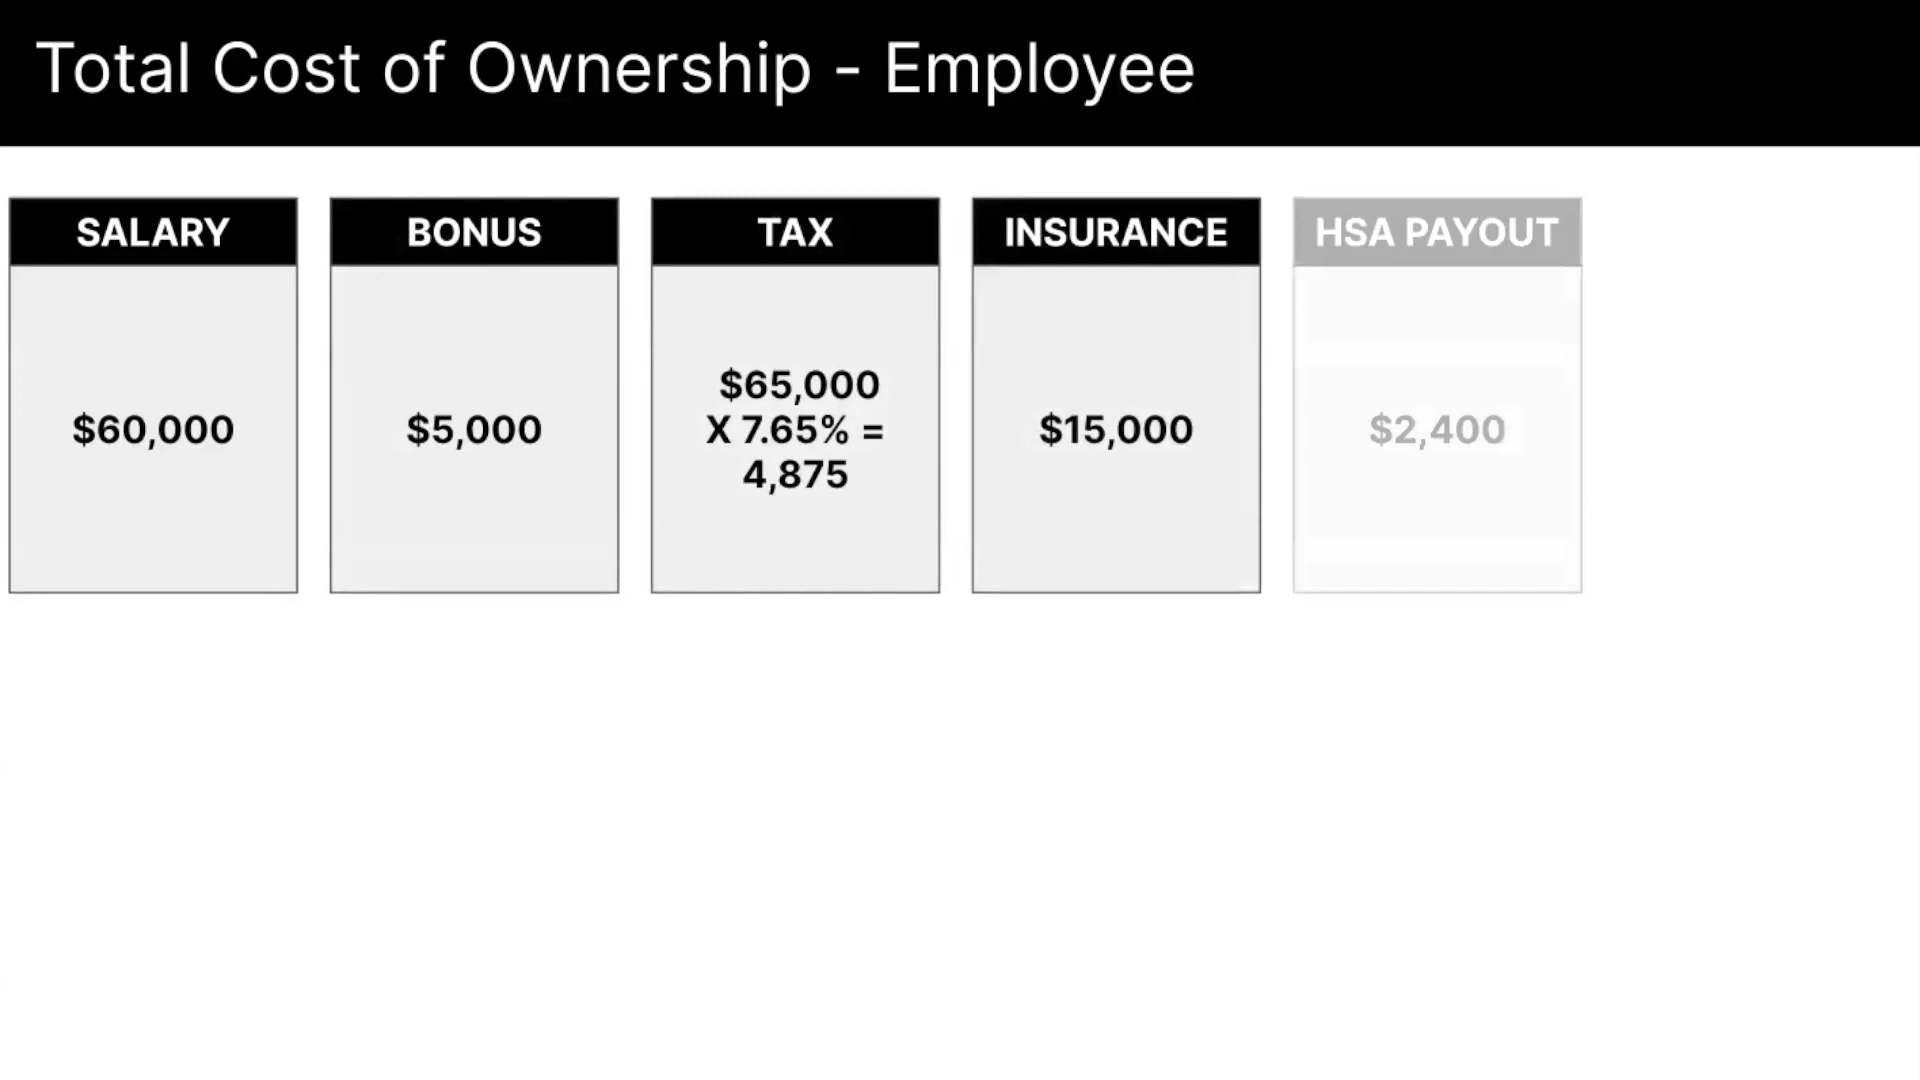 Total Cost of Ownership - Employee
SALARY
$60,000
BONUS
$5,000
TAX
$65,000
X 7.65% =
4,875
INSURANCE
$15,000
HSA PAYOUT
$2,400